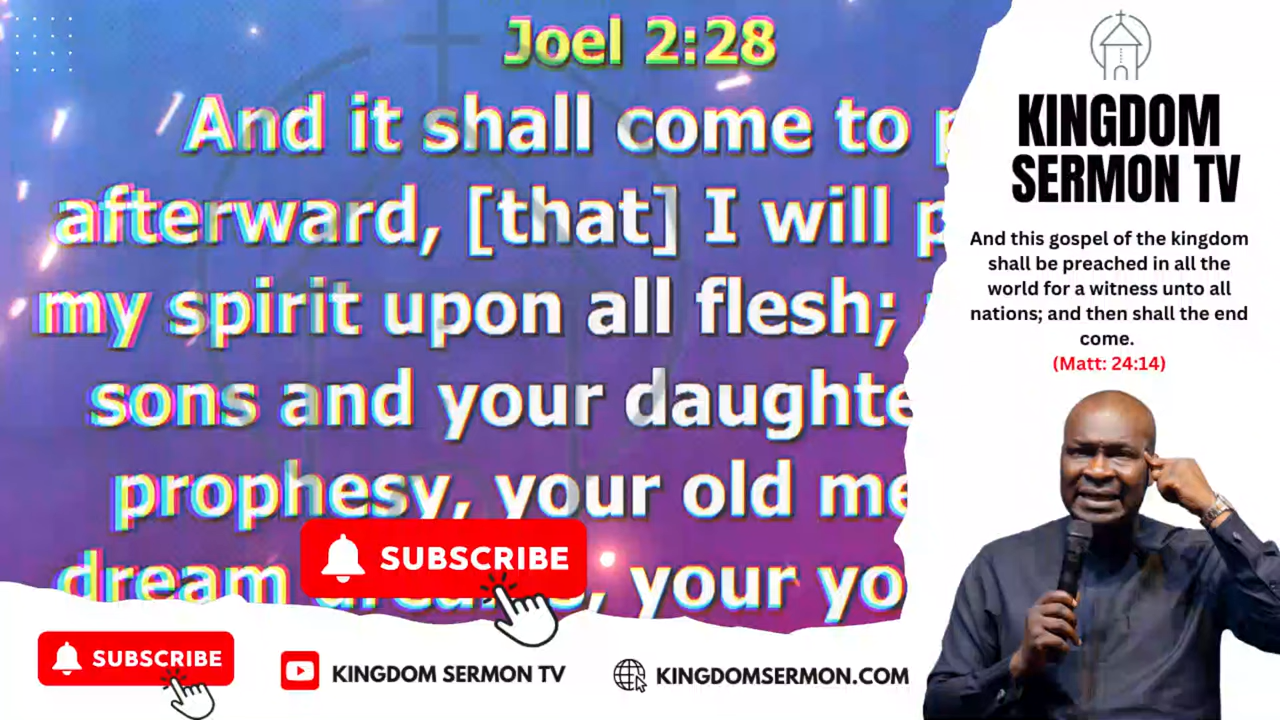 Joel 2:28
And it shall come to
afterward, [that] I will
my spirit upon all flesh;
sons and your
prophesy, your old
dream your
SUBSCRIBE
KINGDOM
SERMON TV
And this gospel of the kingdom
shall be preached in all the
world for a witness unto all
nations; and then shall the end
come.
(Matt: 24:14)
SUBSCRIBE
KINGDOM SERMON TV
KINGDOMSERMON.COM